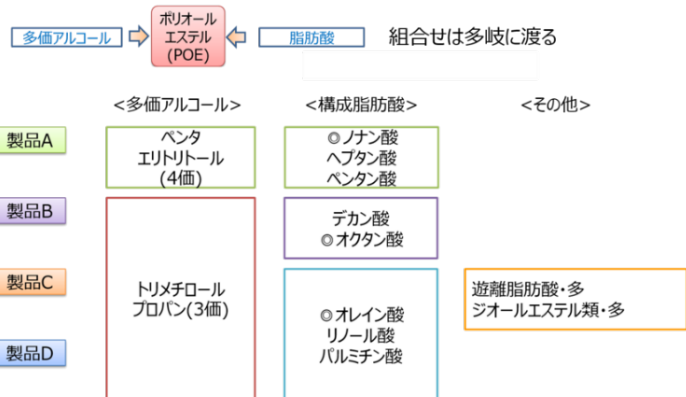 多価アルコール
ポリオール
エステル
(POE)
脂肪酸
組合せは多岐に渡る
<多価アルコール>
<構成脂肪酸>
<その他>
製品A
ペンタ
エリトリトール
(4価)
◎ノナン酸
ヘプタン酸
ペンタン酸
製品B
デカン酸
◎オクタン酸
製品C
トリメチロール
プロパン(3価)
◎オレイン酸
リノール酸
パルミチン酸
遊離脂肪酸・多
ジオールエステル類・多
製品D